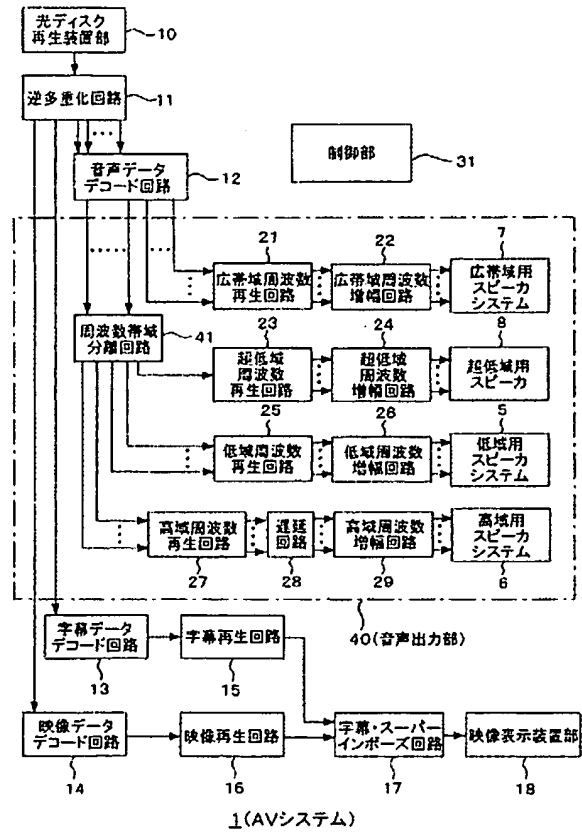 光ディスク
再生装置部
10
逆多重化回路
11
音声データ
デコード回路
12
制御部
31
21
22
7
広帯域周波数
再生回路
広帯域周波数
増幅回路
広帯域用
スピーカ
システム
周波数帯域
分離回路
41
23
24
8
超低域
周波数
再生回路
超低域
周波数
増幅回路
超低域用
スピーカ
25
26
5
低域周波数
再生回路
低域周波数
増幅回路
低域用
スピーカ
システム
高域周波数
再生回路
遅延
回路
高域周波数
増幅回路
高域用
スピーカ
システム
27
28
29
6
40(音声出力部)
字幕データ
デコード回路
字幕再生回路
13
15
映像データ
デコード回路
映像再生回路
字幕・スーパー
インポーズ回路
映像表示装置部
14
16
17
18
1(AVシステム)